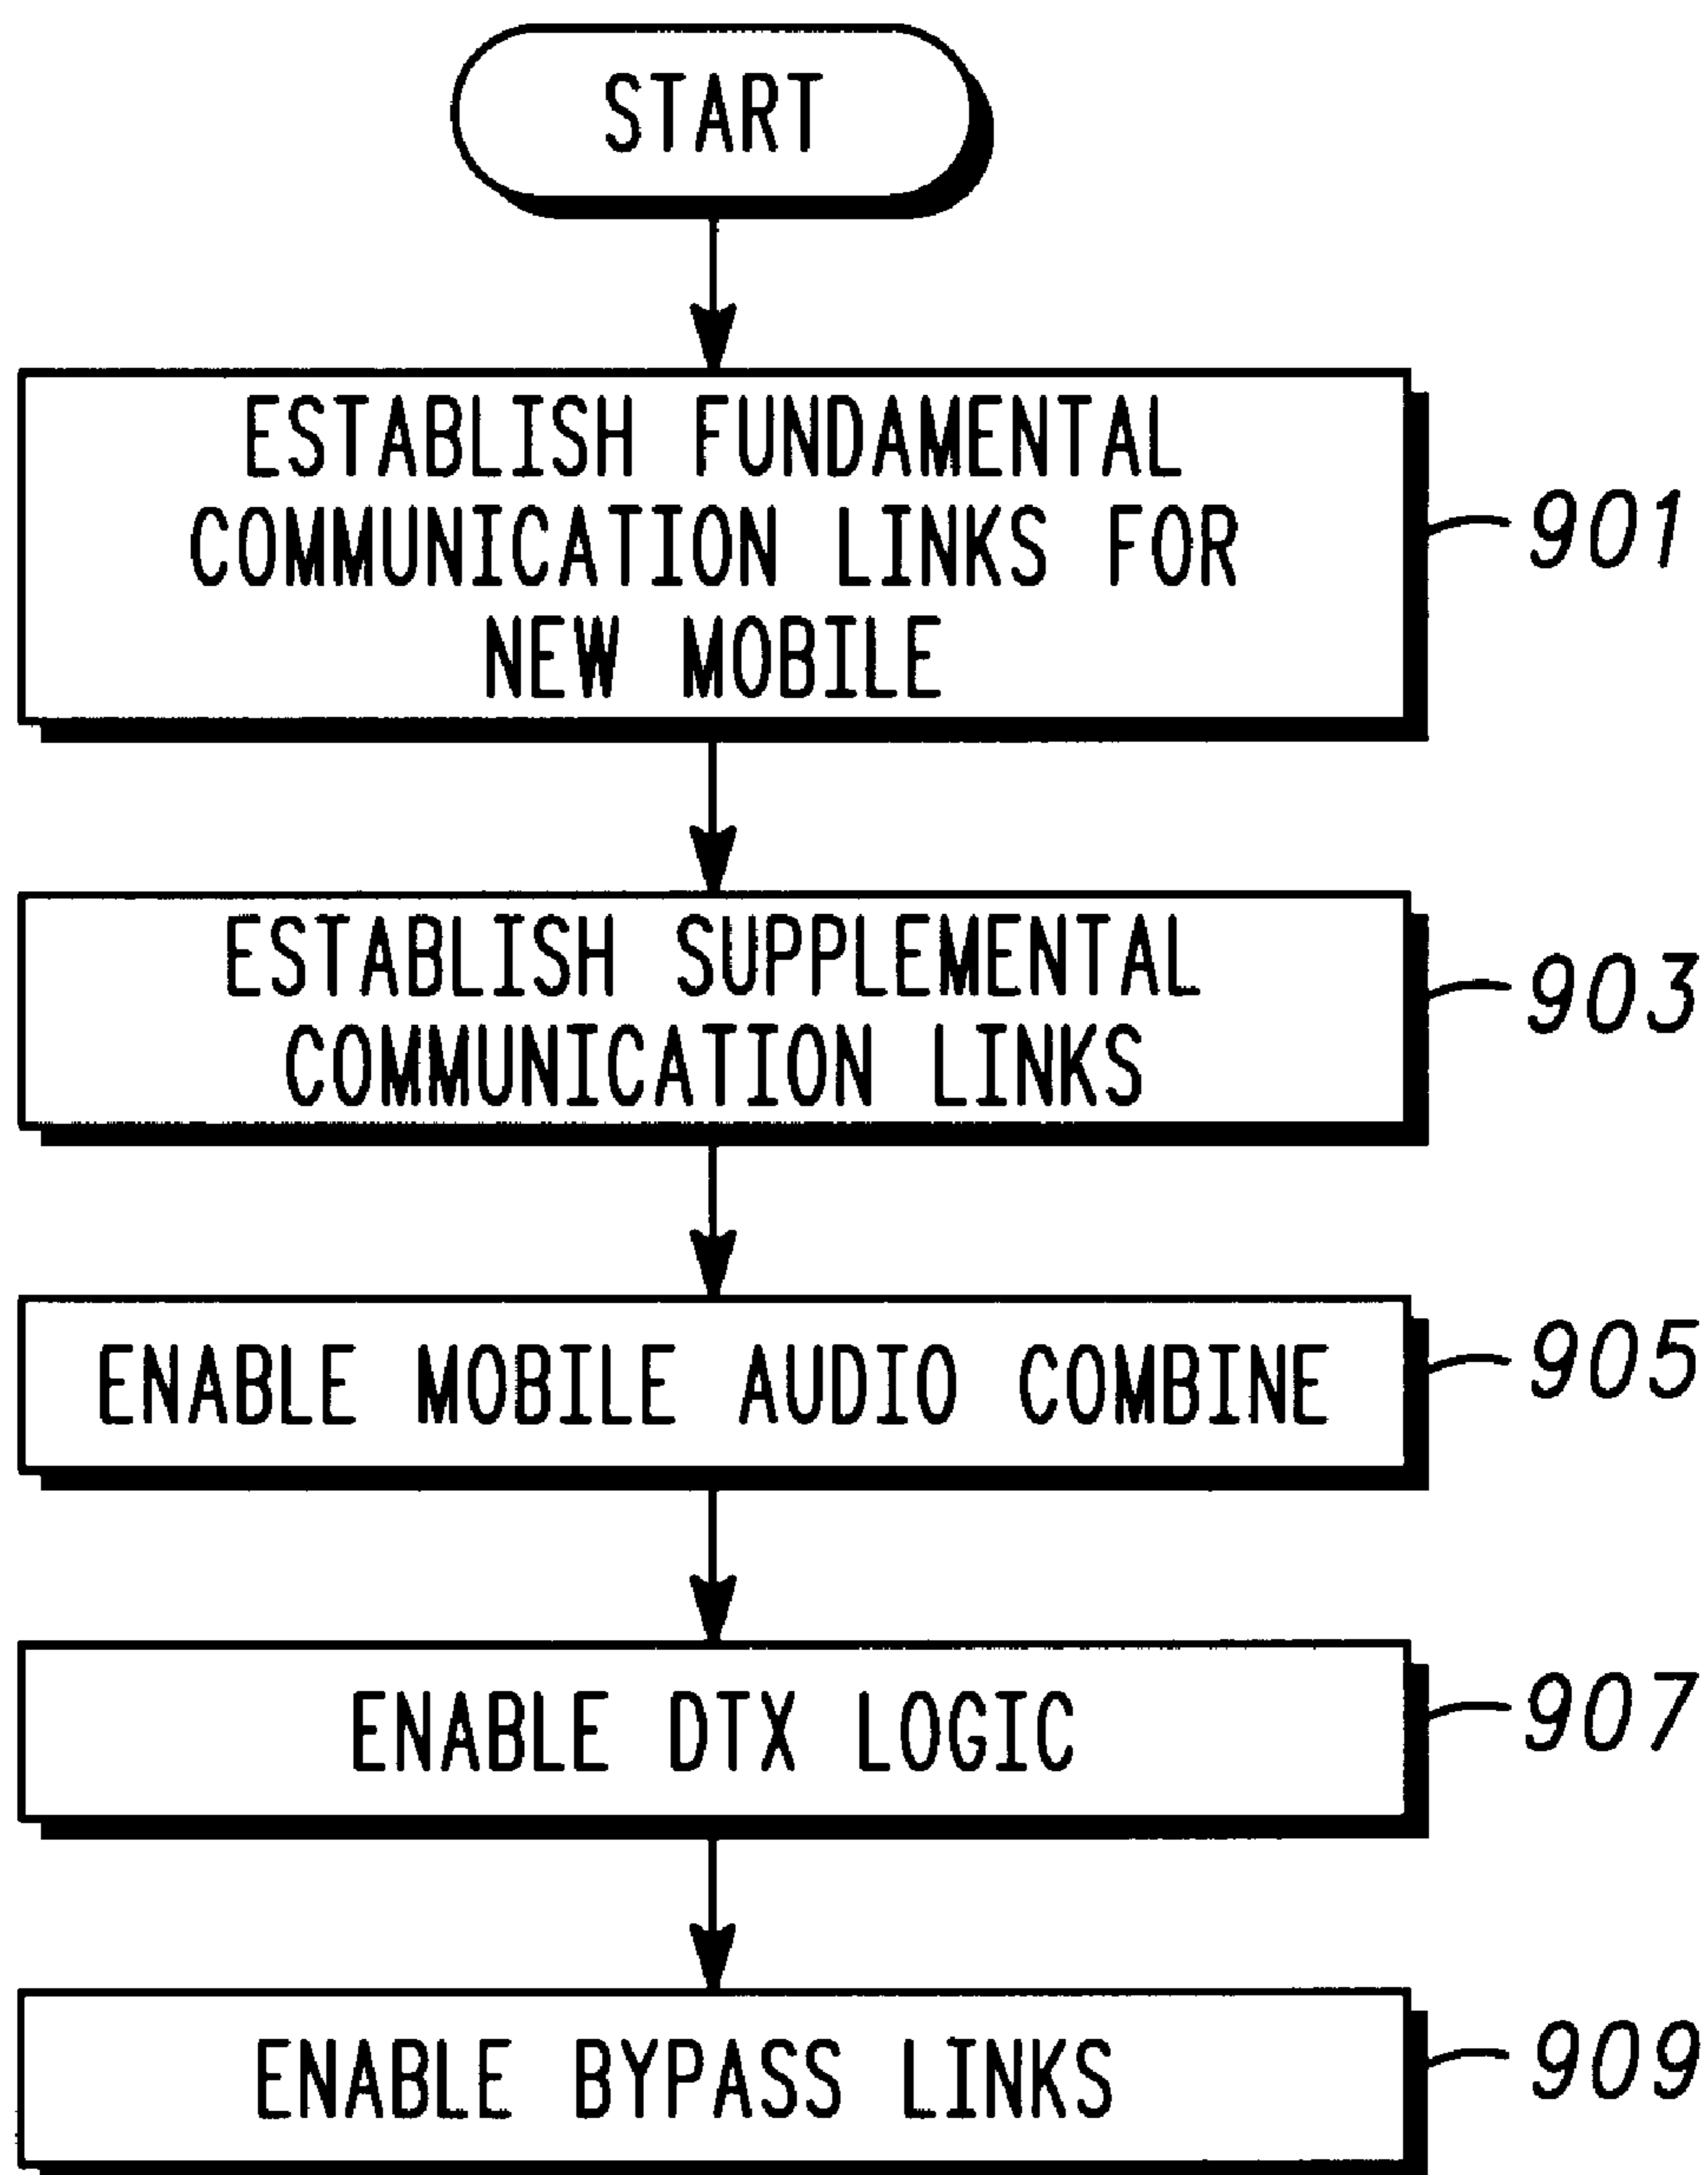 START
ESTABLISH FUNDAMENTAL
COMMUNICATION LINKS FOR
NEW MOBILE
901
ESTABLISH SUPPLEMENTAL
COMMUNICATION LINKS
903
ENABLE MOBILE AUDIO COMBINE
905
ENABLE DTX LOGIC
907
ENABLE BYPASS LINKS
909